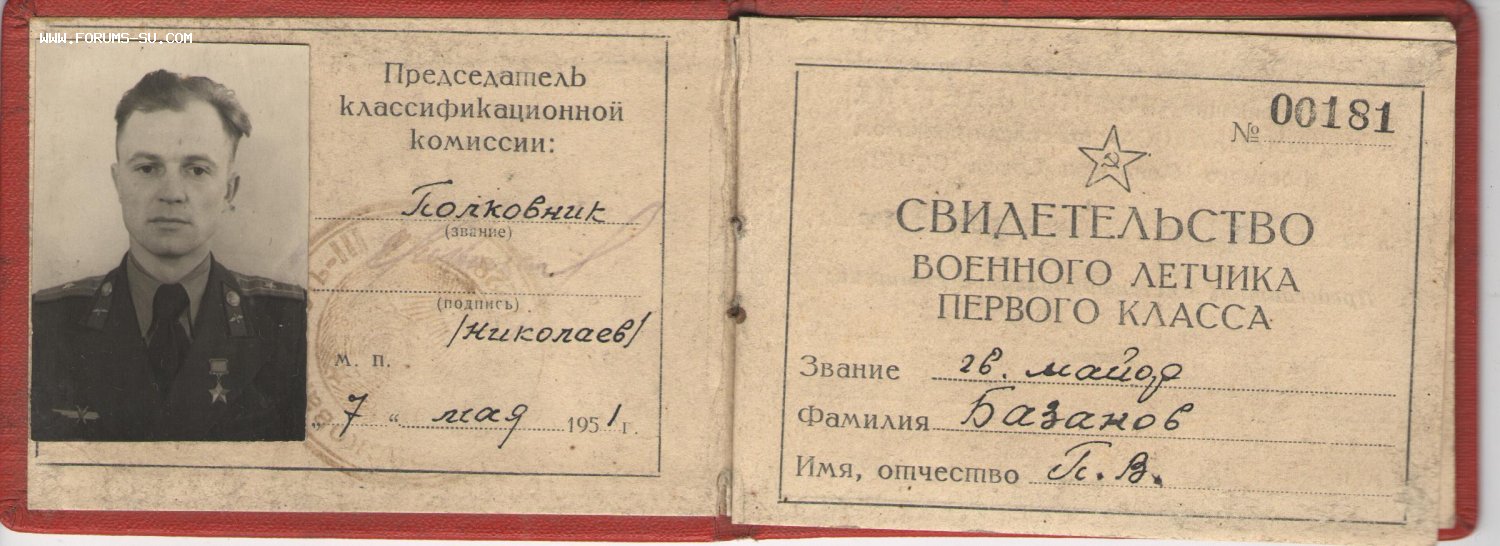 WWW.FORUMS-SU.COM
Председатель
классификационной
комиссии:
Полковник
(звание)
(подпись)
/Николаев/
М. П.
„7“ мая 1951 г.
№ 00181
СВИДЕТЕЛЬСТВО
ВОЕННОГО ЛЕТЧИКА
ПЕРВОГО КЛАССА
Звание гв. майор
Фамилия Базанов
Имя, отчество П. В.